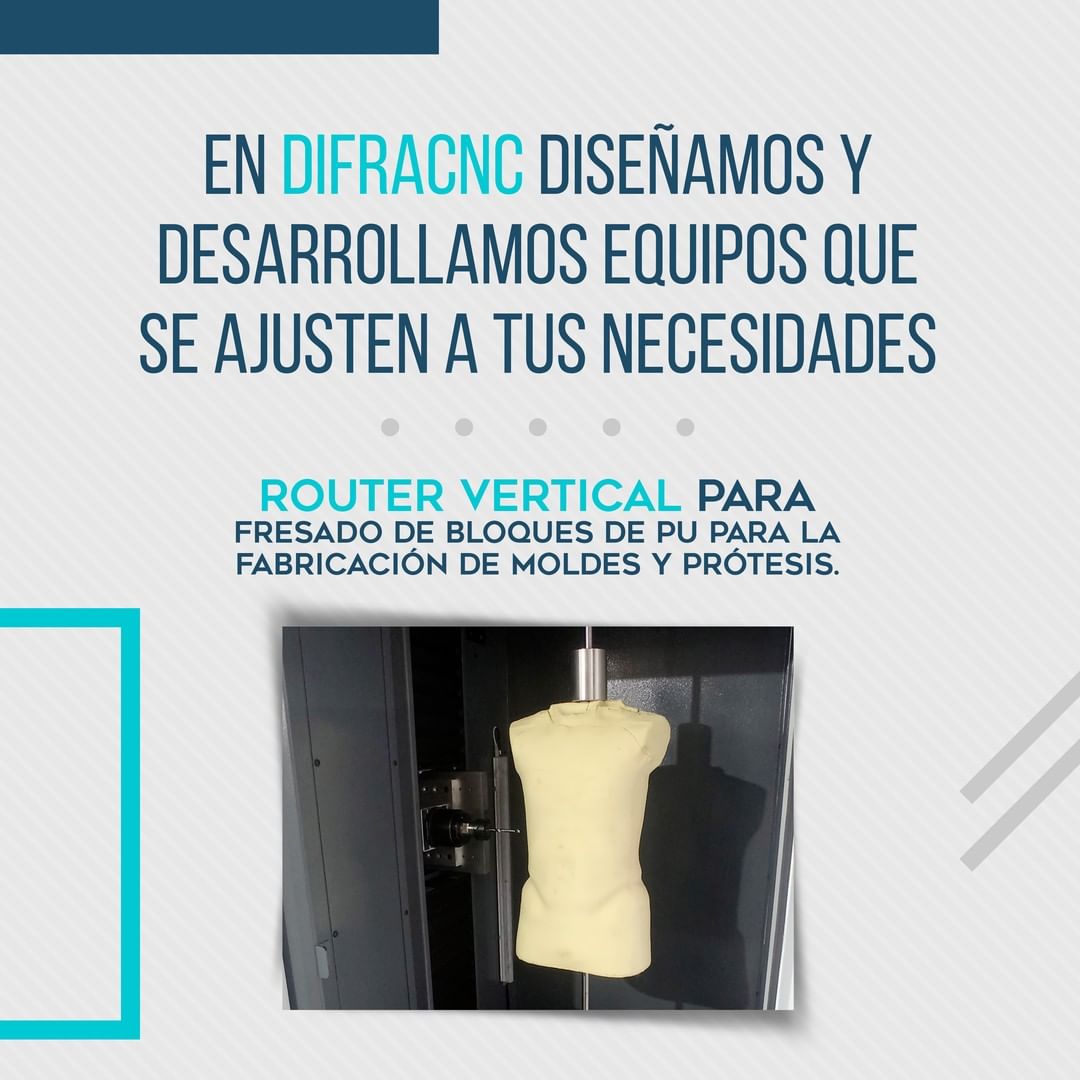 EN DIFRACNC DISEÑAMOS Y
DESARROLLAMOS EQUIPOS QUE
SE AJUSTEN A TUS NECESIDADES
ROUTER VERTICAL PARA
FRESADO DE BLOQUES DE PU PARA LA
FABRICACIÓN DE MOLDES Y PRÓTESIS.